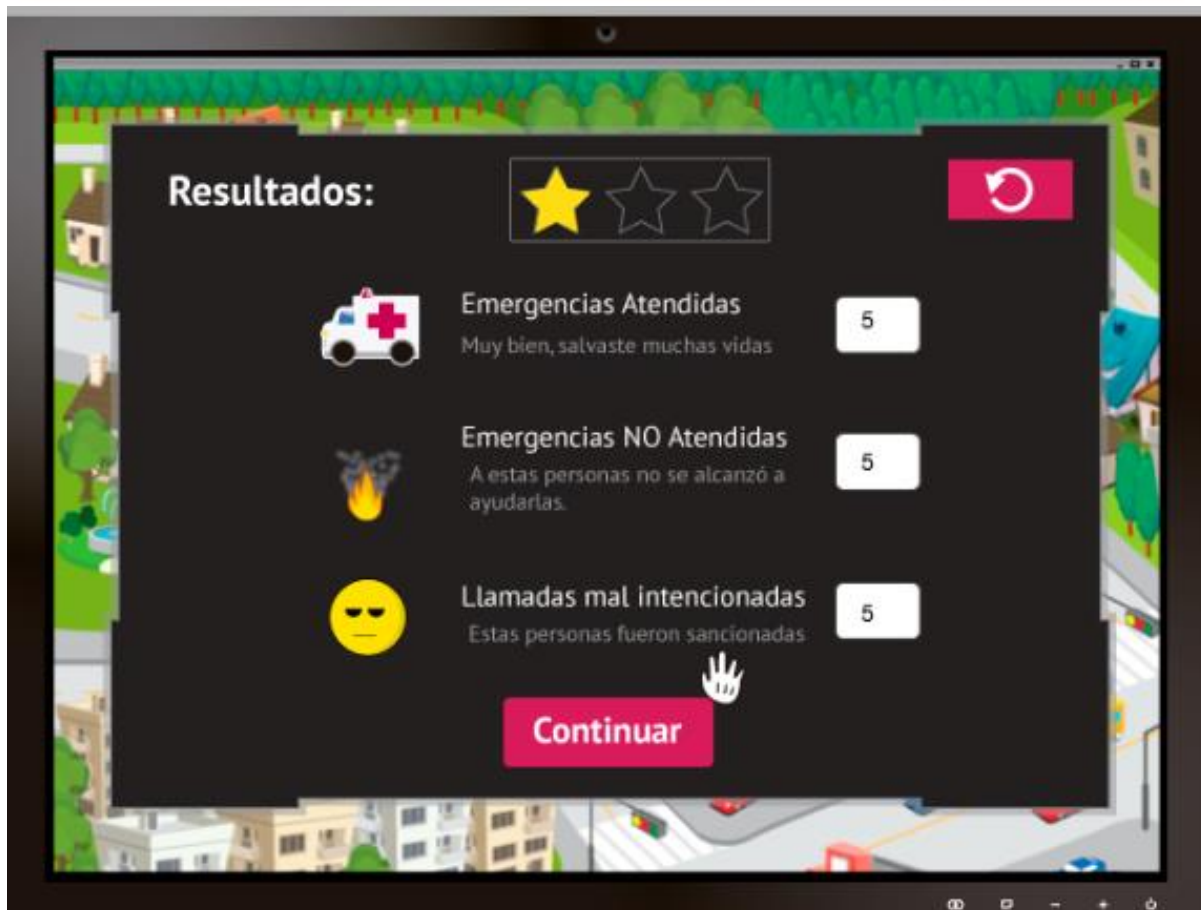 Resultados:
Emergencias Atendidas
5
Muy bien, salvaste muchas vidas
Emergencias NO Atendidas
5
A estas personas no se alcanzó a
ayudarlas.
Llamadas mal intencionadas
5
Estas personas fueron sancionadas
Continuar